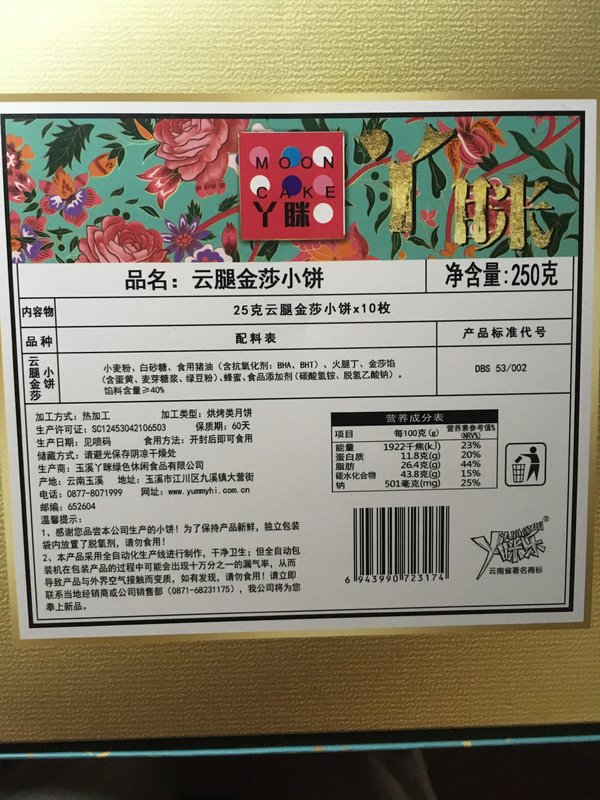 MOON
CAKE
丫眯
丫眯
品名：云腿金莎小饼
净含量:250克
内容物
25克云腿金莎小饼x10枚
品种
配料表
产品标准代号
云腿金莎小饼
小麦粉、白砂糖、食用猪油（含抗氧化剂：BHA、BHT）、火腿丁、金莎馅
（含蛋黄、麦芽糖浆、绿豆粉）、蜂蜜、食品添加剂（碳酸氢铵、脱氢乙酸钠）。
馅料含量≥40%
DBS 53/002
加工方式：热加工 加工类型：烘烤类月饼
生产许可证：SC12453042106503 保质期：60天
生产日期：见喷码 食用方法：开封后即可食用
储藏方式：请避光保存阴凉干燥处
生产商：玉溪丫眯绿色休闲食品有限公司
产地：云南玉溪 地址：玉溪市江川区九溪镇大营街
电话：0877-8071999 网址：www.yummyhi.com.cn
邮编：652604
温馨提示：
1、感谢您品尝本公司生产的小饼！为了保持产品新鲜，独立包装
袋内放置了脱氧剂，请勿食用！
2、本产品采用全自动化生产线进行制作，干净卫生；但全自动包
装机在包装产品的过程中可能会出现十万分之一的漏气率，从而
导致产品与外界空气接触而变质，如有发现，请勿食用！请立即
联系当地经销商或公司销售部（0871-68231175），我公司将为您
奉上新品。
营养成分表
项目 每100克(g) 营养素参考值%(NRV%)
能量 1922千焦(kJ) 23%
蛋白质 11.8克(g) 20%
脂肪 26.4克(g) 44%
碳水化合物 43.8克(g) 15%
钠 501毫克(mg) 25%
6 943990 723174
YUMMYHI
丫眯
®
云南省著名商标